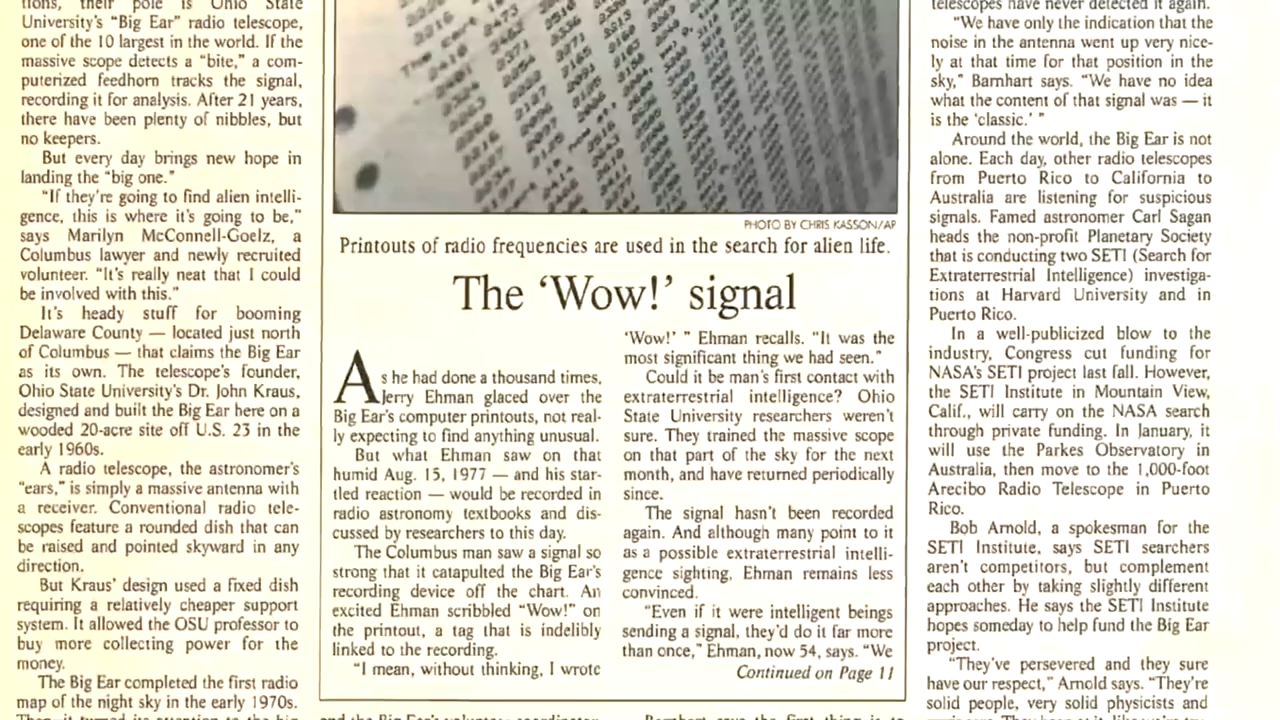 tions, their pole is Ohio State
University's “Big Ear” radio telescope,
one of the 10 largest in the world. If the
massive scope detects a “bite,” a com-
puterized feedhorn tracks the signal,
recording it for analysis. After 21 years,
there have been plenty of nibbles, but
no keepers.
But every day brings new hope in
landing the “big one.”
“If they're going to find alien intelli-
gence, this is where it's going to be,”
says Marilyn McConnell-Goelz, a
Columbus lawyer and newly recruited
volunteer. “It's really neat that I could
be involved with this.”
It's heady stuff for booming
Delaware County — located just north
of Columbus — that claims the Big Ear
as its own. The telescope's founder,
Ohio State University's Dr. John Kraus,
designed and built the Big Ear here on a
wooded 20-acre site off U.S. 23 in the
early 1960s.
A radio telescope, the astronomer's
“ears,” is simply a massive antenna with
a receiver. Conventional radio tele-
scopes feature a rounded dish that can
be raised and pointed skyward in any
direction.
But Kraus' design used a fixed dish
requiring a relatively cheaper support
system. It allowed the OSU professor to
buy more collecting power for the
money.
The Big Ear completed the first radio
map of the night sky in the early 1970s.
PHOTO BY CHRIS KASSON/AP
Printouts of radio frequencies are used in the search for alien life.
The ‘Wow!’ signal
As he had done a thousand times,
Jerry Ehman glaced over the
Big Ear's computer printouts, not real-
ly expecting to find anything unusual.
But what Ehman saw on that
humid Aug. 15, 1977 — and his star-
tled reaction — would be recorded in
radio astronomy textbooks and dis-
cussed by researchers to this day.
The Columbus man saw a signal so
strong that it catapulted the Big Ear's
recording device off the chart. An
excited Ehman scribbled “Wow!” on
the printout, a tag that is indelibly
linked to the recording.
“I mean, without thinking, I wrote
‘Wow!’ ” Ehman recalls. “It was the
most significant thing we had seen.”
Could it be man's first contact with
extraterrestrial intelligence? Ohio
State University researchers weren't
sure. They trained the massive scope
on that part of the sky for the next
month, and have returned periodically
since.
The signal hasn't been recorded
again. And although many point to it
as a possible extraterrestrial intelli-
gence sighting, Ehman remains less
convinced.
“Even if it were intelligent beings
sending a signal, they'd do it far more
than once,” Ehman, now 54, says. “We
Continued on Page 11
telescopes have never detected it again.
“We have only the indication that the
noise in the antenna went up very nice-
ly at that time for that position in the
sky,” Barnhart says. “We have no idea
what the content of that signal was — it
is the ‘classic.’ ”
Around the world, the Big Ear is not
alone. Each day, other radio telescopes
from Puerto Rico to California to
Australia are listening for suspicious
signals. Famed astronomer Carl Sagan
heads the non-profit Planetary Society
that is conducting two SETI (Search for
Extraterrestrial Intelligence) investiga-
tions at Harvard University and in
Puerto Rico.
In a well-publicized blow to the
industry, Congress cut funding for
NASA's SETI project last fall. However,
the SETI Institute in Mountain View,
Calif., will carry on the NASA search
through private funding. In January, it
will use the Parkes Observatory in
Australia, then move to the 1,000-foot
Arecibo Radio Telescope in Puerto
Rico.
Bob Arnold, a spokesman for the
SETI Institute, says SETI searchers
aren't competitors, but complement
each other by taking slightly different
approaches. He says the SETI Institute
hopes someday to help fund the Big Ear
project.
“They've persevered and they sure
have our respect,” Arnold says. “They're
solid people, very solid physicists and